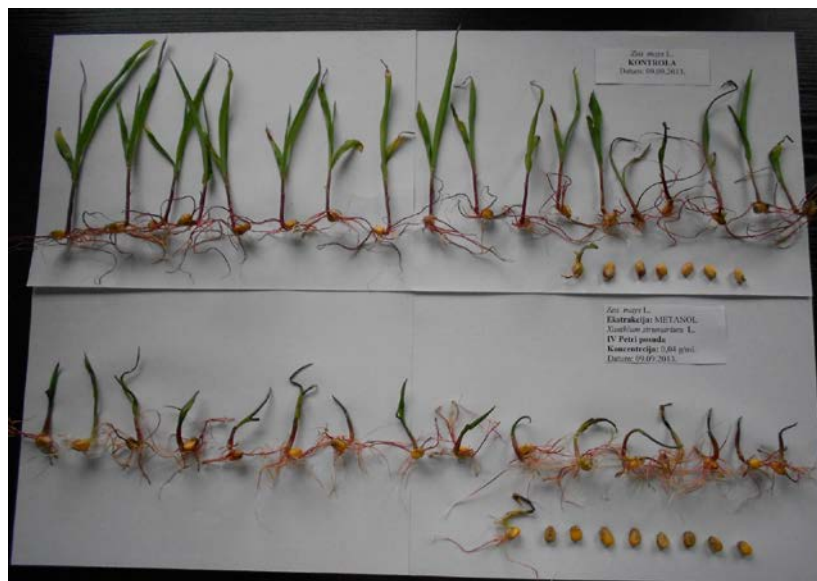 Zea mays L.
KONTROLA
Datum: 09.09.2013.
Zea mays L.
Ekstrakcija: METANOL
Xanthium strumarium L.
IV Petri posuda
Koncentracija: 0,04 g/ml.
Datum: 09.09.2013.